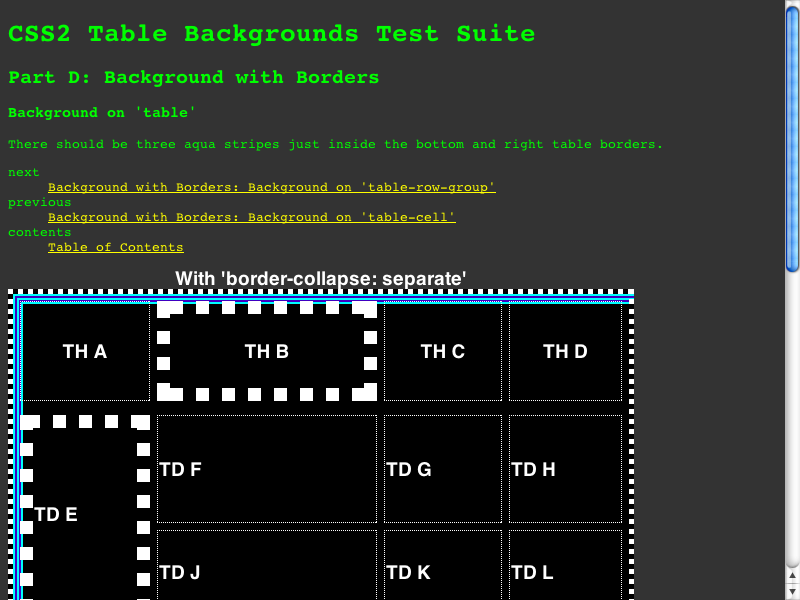 CSS2 Table Backgrounds Test Suite
Part D: Background with Borders
Background on 'table'
There should be three aqua stripes just inside the bottom and right table borders.
next
Background with Borders: Background on 'table-row-group'
previous
Background with Borders: Background on 'table-cell'
contents
Table of Contents
With 'border-collapse: separate'
TH A TH B TH C TH D
TD F TD G TD H
TD E
TD J TD K TD L